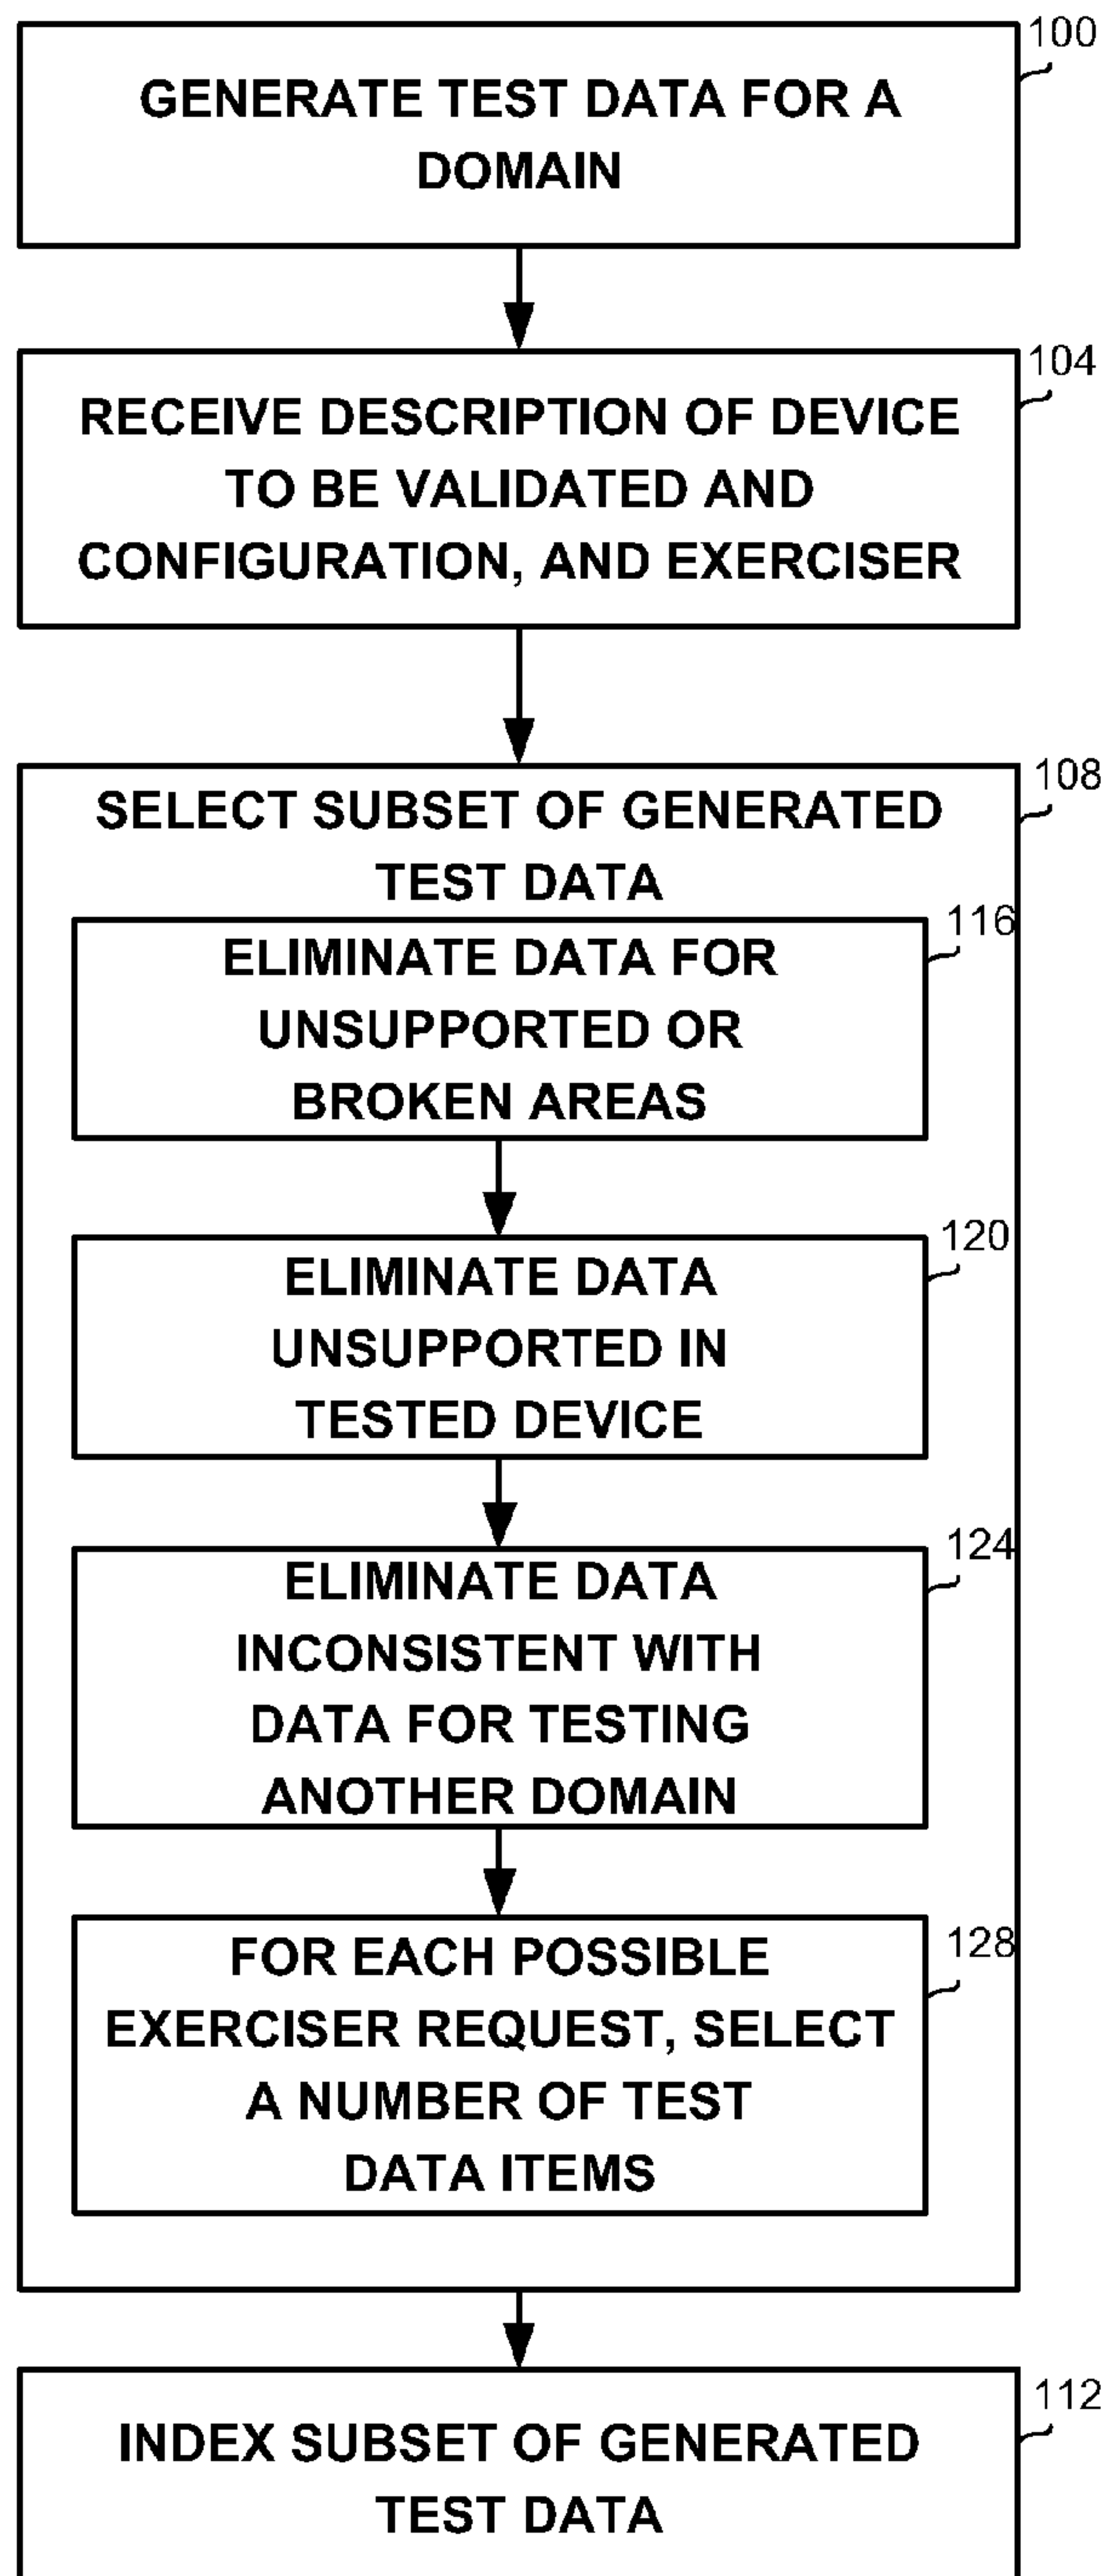 100
GENERATE TEST DATA FOR A
DOMAIN
104
RECEIVE DESCRIPTION OF DEVICE
TO BE VALIDATED AND
CONFIGURATION, AND EXERCISER
108
SELECT SUBSET OF GENERATED
TEST DATA
116
ELIMINATE DATA FOR
UNSUPPORTED OR
BROKEN AREAS
120
ELIMINATE DATA
UNSUPPORTED IN
TESTED DEVICE
124
ELIMINATE DATA
INCONSISTENT WITH
DATA FOR TESTING
ANOTHER DOMAIN
128
FOR EACH POSSIBLE
EXERCISER REQUEST, SELECT
A NUMBER OF TEST
DATA ITEMS
112
INDEX SUBSET OF GENERATED
TEST DATA